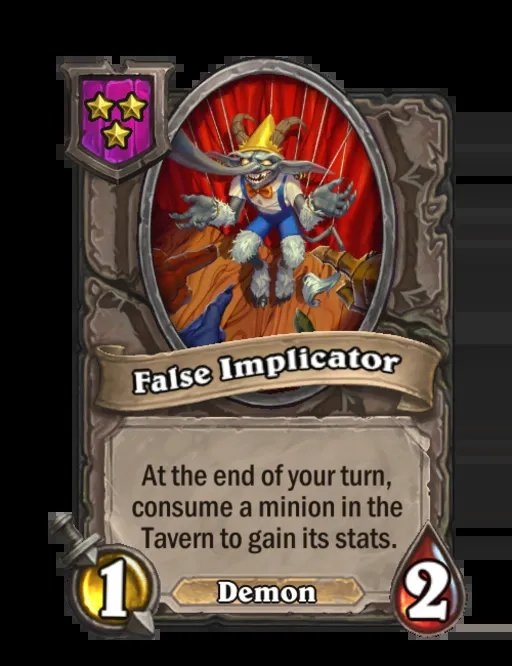 False Implicator
At the end of your turn,
consume a minion in the
Tavern to gain its stats.
1
Demon
2